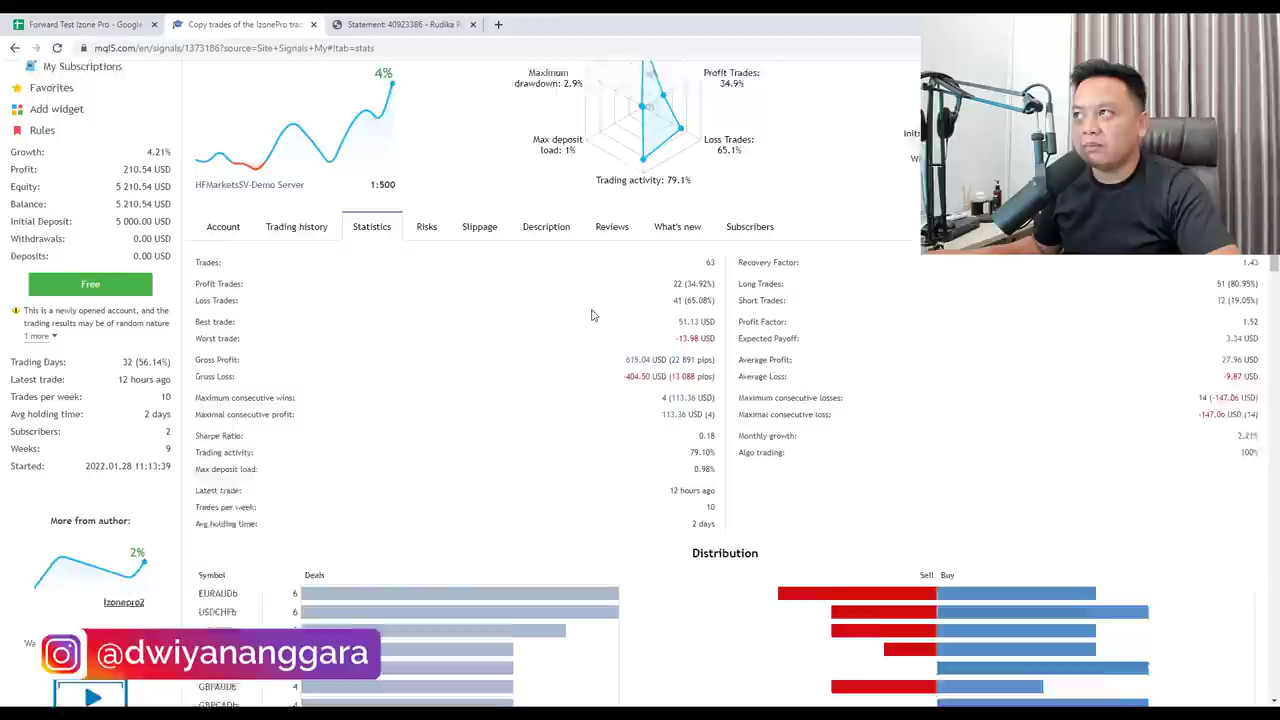 Forward Test Izone Pro - Google
Copy trades of the IzonePro trad
Statement: 40923386 - Rudika P
mql5.com/en/signals/1373186?source=Site+Signals+My#!tab=stats
My Subscriptions
Favorites
Add widget
Rules
Growth: 4.21%
Profit: 210.54 USD
Equity: 5 210.54 USD
Balance: 5 210.54 USD
Initial Deposit: 5 000.00 USD
Withdrawals: 0.00 USD
Deposits: 0.00 USD
Free
This is a newly opened account, and the
trading results may be of random nature
1 more
Trading Days: 32 (56.14%)
Latest trade: 12 hours ago
Trades per week: 10
Avg holding time: 2 days
Subscribers: 2
Weeks: 9
Started: 2022.01.28 11:13:39
More from author:
2%
Izonepro2
4%
HFMarketsSV-Demo Server 1:500
Maximum
drawdown: 2.9%
Profit Trades:
34.9%
Max deposit
load: 1%
Loss Trades:
65.1%
Trading activity: 79.1%
Account Trading history Statistics Risks Slippage Description Reviews What's new Subscribers
Trades: 63
Profit Trades: 22 (34.92%)
Loss Trades: 41 (65.08%)
Best trade: 51.13 USD
Worst trade: -13.98 USD
Gross Profit: 615.04 USD (22 891 pips)
Gross Loss: -404.50 USD (13 088 pips)
Maximum consecutive wins: 4 (113.36 USD)
Maximal consecutive profit: 113.36 USD (4)
Sharpe Ratio: 0.18
Trading activity: 79.10%
Max deposit load: 0.98%
Latest trade: 12 hours ago
Trades per week: 10
Avg holding time: 2 days
Recovery Factor: 1.43
Long Trades: 51 (80.95%)
Short Trades: 12 (19.05%)
Profit Factor: 1.52
Expected Payoff: 3.34 USD
Average Profit: 27.96 USD
Average Loss: -9.87 USD
Maximum consecutive losses: 14 (-147.06 USD)
Maximal consecutive loss: -147.06 USD (14)
Monthly growth: 2.21%
Algo trading: 100%
Distribution
Symbol Deals Sell Buy
EURAUDb 6
USDCHFb 6
GBPAUDb 4
GBPCADb
@dwiyananggara